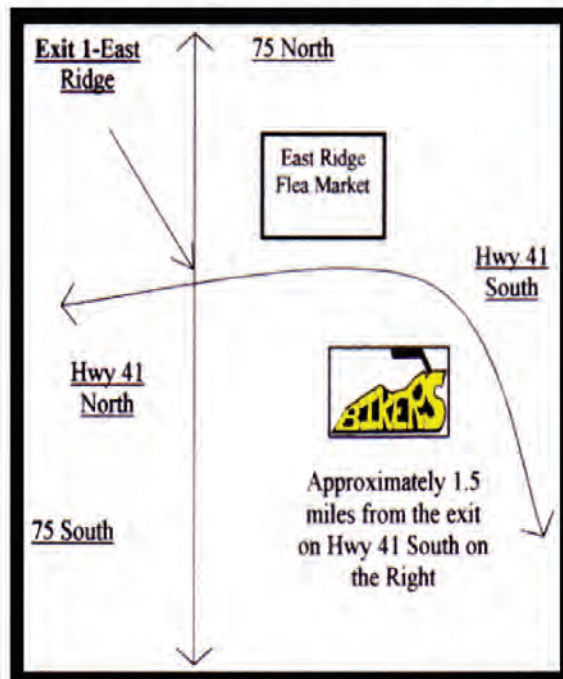 Exit 1-East
Ridge
75 North
East Ridge
Flea Market
Hwy 41
South
Hwy 41
North
BIKERS
Approximately 1.5
miles from the exit
on Hwy 41 South on
the Right
75 South